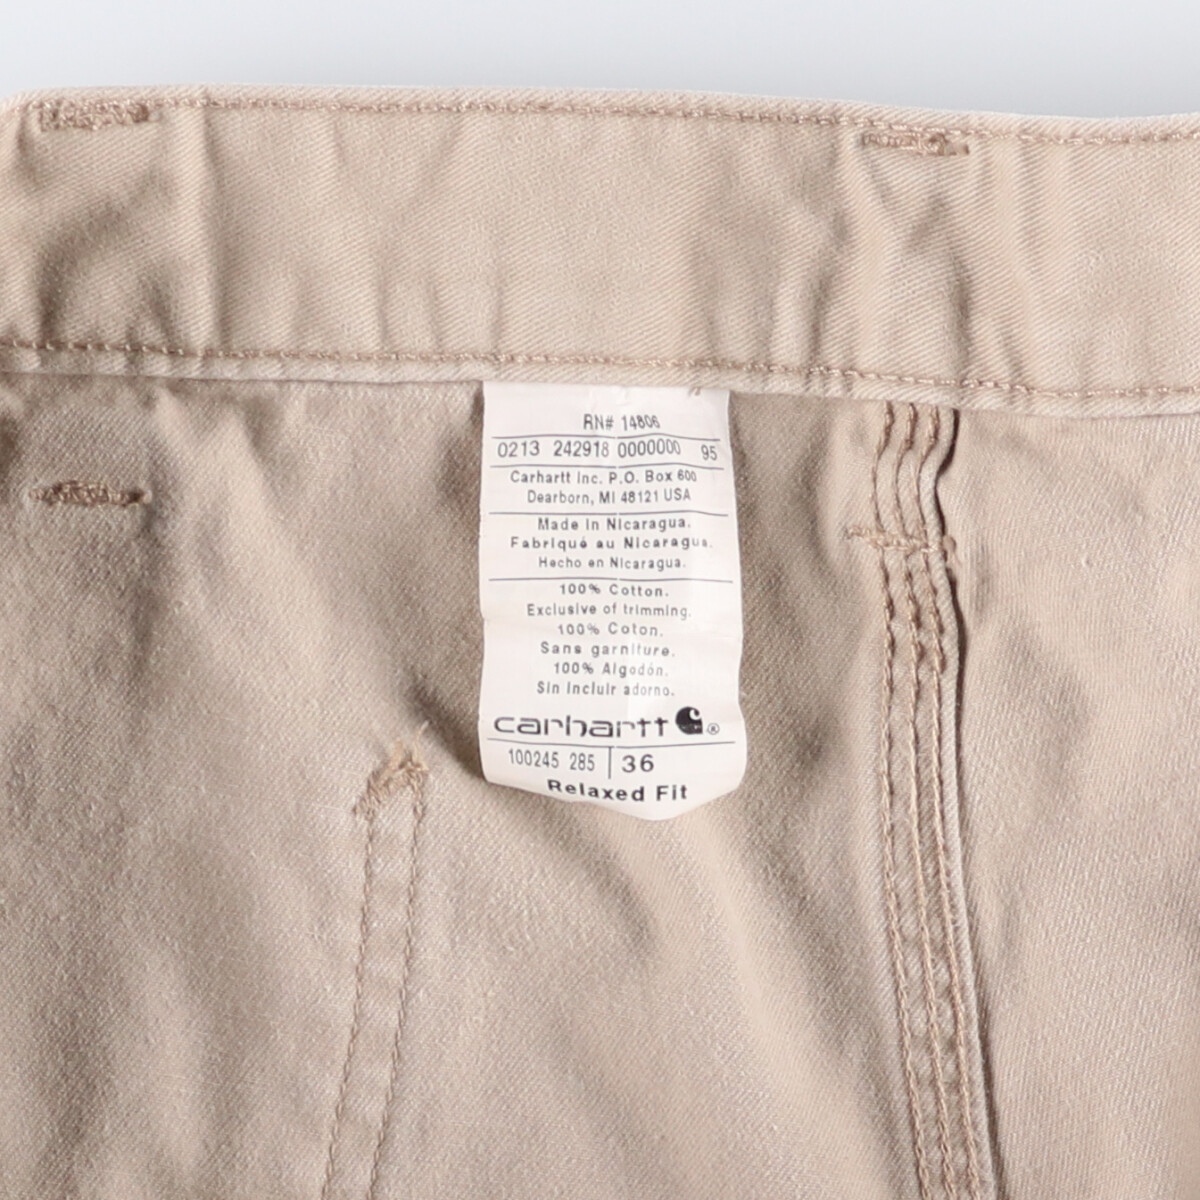 RN# 14806
0213 242918 0000000 95
Carhartt Inc. P.O. Box 600
Dearborn, MI 48121 USA
Made in Nicaragua.
Fabriqué au Nicaragua.
Hecho en Nicaragua.
100% Cotton.
Exclusive of trimming.
100% Coton.
Sans garniture.
100% Algodón.
Sin Incluir adorno.
carhartt ®
100245 285 | 36
Relaxed Fit